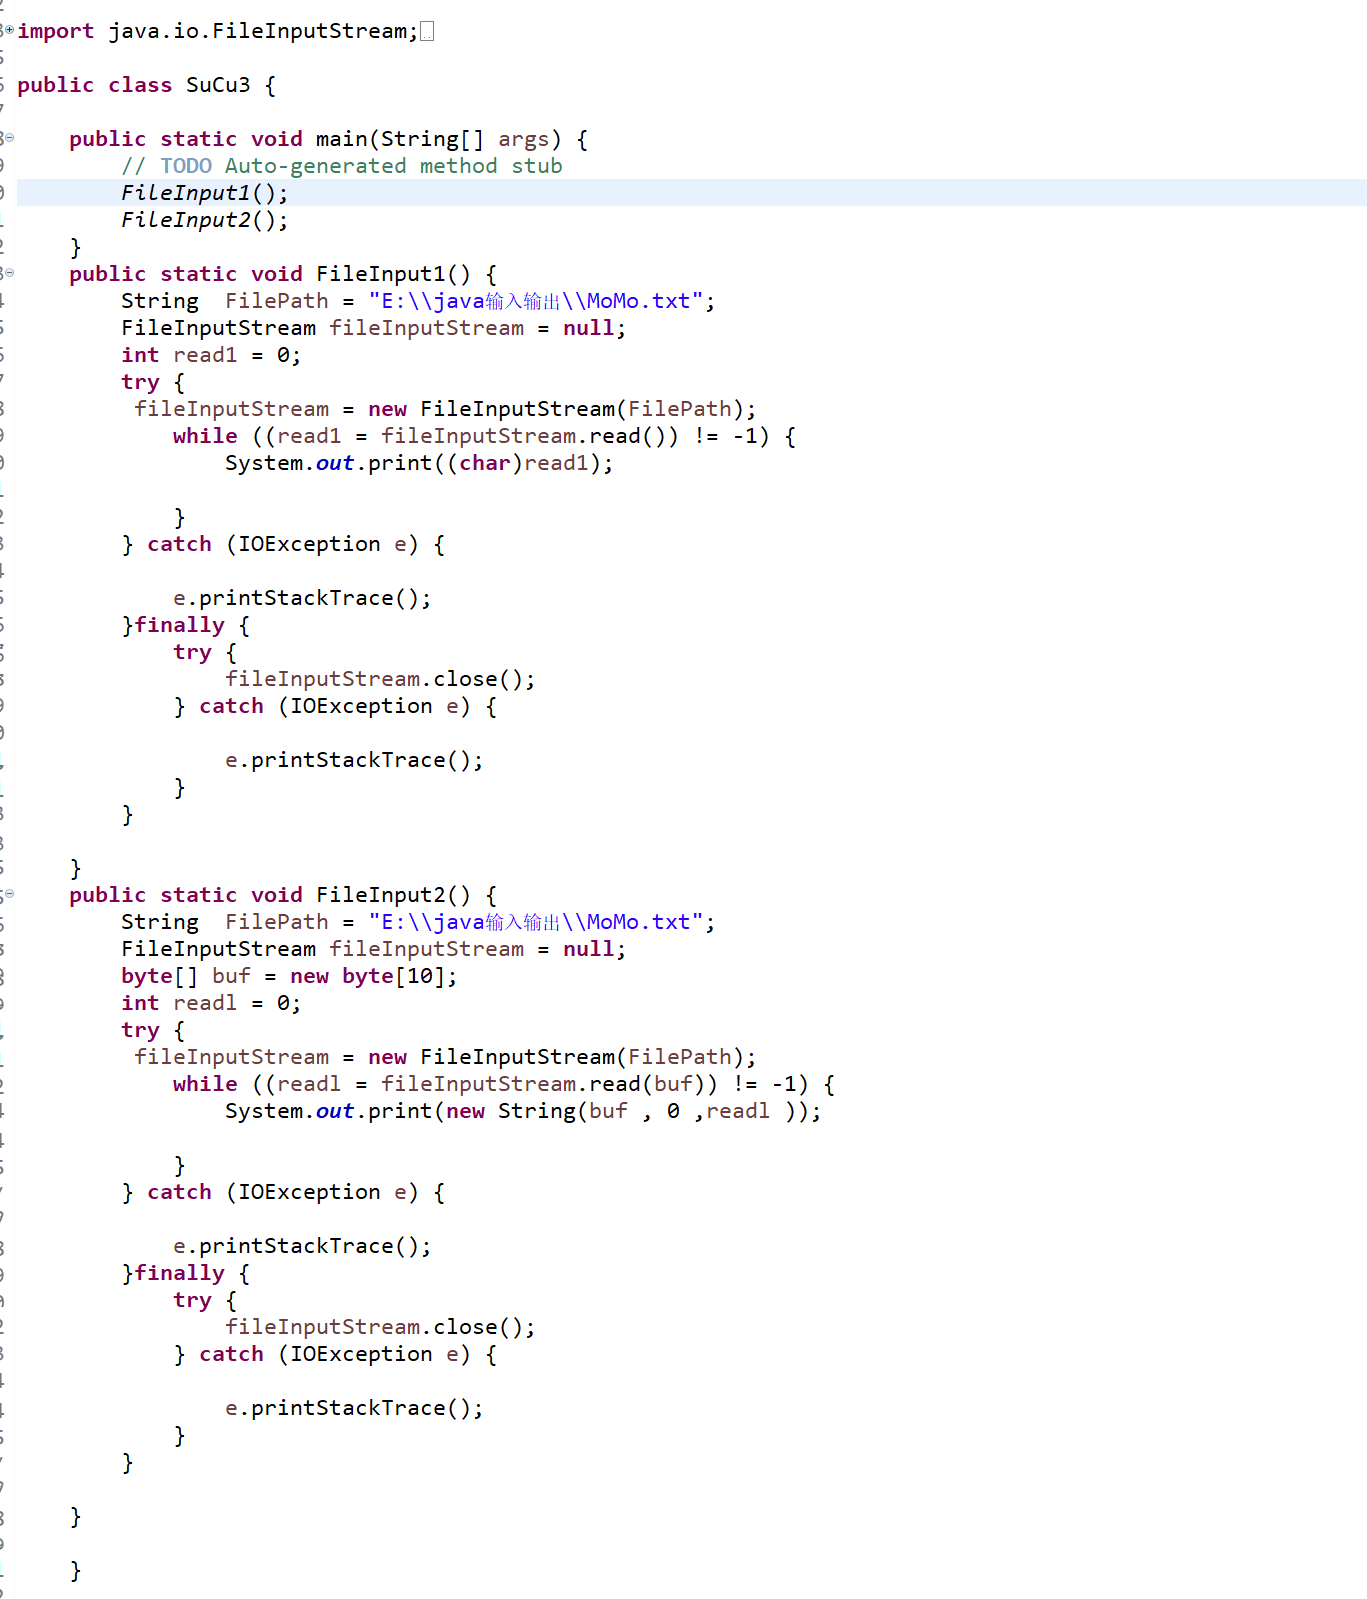 import java.io.FileInputStream;
public class SuCu3 {
public static void main(String[] args) {
// TODO Auto-generated method stub
FileInput1();
FileInput2();
}
public static void FileInput1() {
String  FilePath = "E:\\java输入输出\\MoMo.txt";
FileInputStream fileInputStream = null;
int read1 = 0;
try {
fileInputStream = new FileInputStream(FilePath);
while ((read1 = fileInputStream.read()) != -1) {
System.out.print((char)read1);
}
} catch (IOException e) {
e.printStackTrace();
}finally {
try {
fileInputStream.close();
} catch (IOException e) {
e.printStackTrace();
}
}
}
public static void FileInput2() {
String  FilePath = "E:\\java输入输出\\MoMo.txt";
FileInputStream fileInputStream = null;
byte[] buf = new byte[10];
int readl = 0;
try {
fileInputStream = new FileInputStream(FilePath);
while ((readl = fileInputStream.read(buf)) != -1) {
System.out.print(new String(buf , 0 ,readl ));
}
} catch (IOException e) {
e.printStackTrace();
}finally {
try {
fileInputStream.close();
} catch (IOException e) {
e.printStackTrace();
}
}
}
}